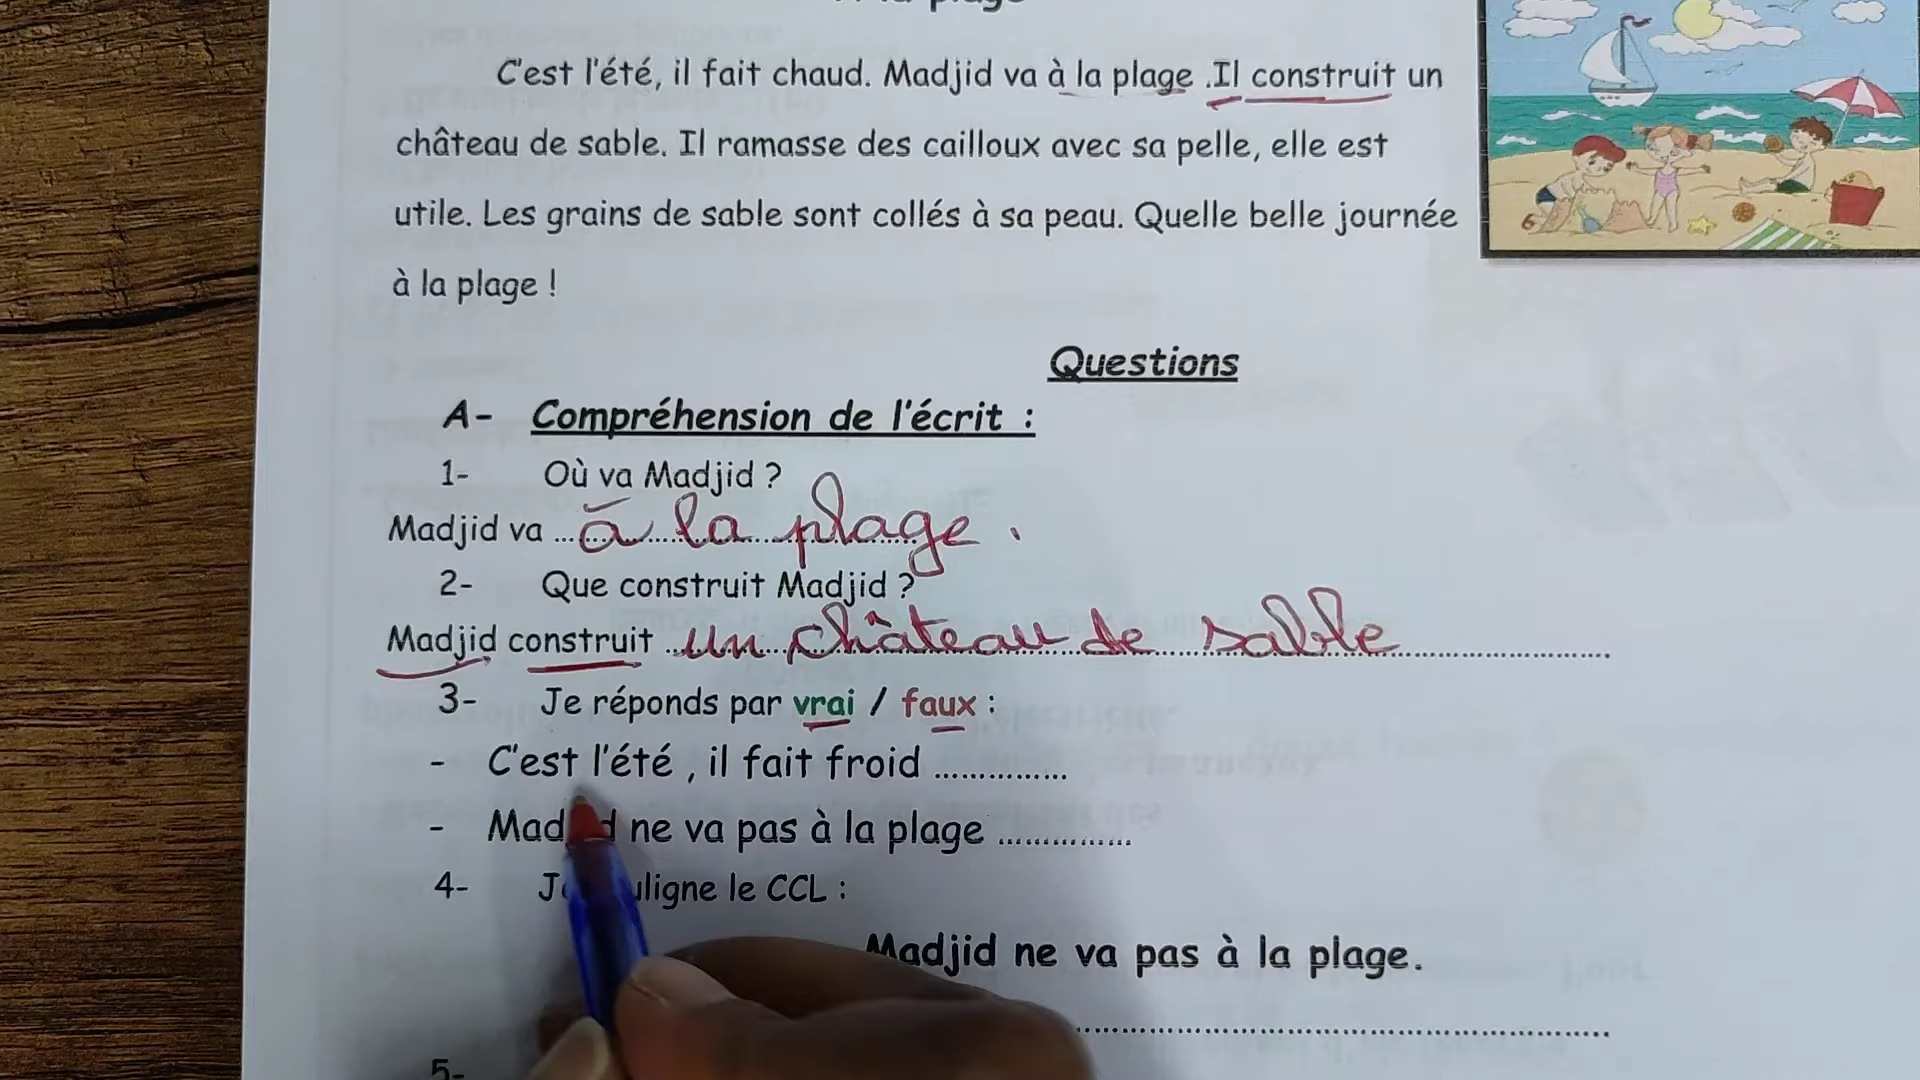 à la plage
C'est l'été, il fait chaud. Madjid va à la plage .Il construit un
château de sable. Il ramasse des cailloux avec sa pelle, elle est
utile. Les grains de sable sont collés à sa peau. Quelle belle journée
à la plage !
Questions
A- Compréhension de l'écrit :
1- Où va Madjid ?
Madjid va ... à la plage .
2- Que construit Madjid ?
Madjid construit ... un château de sable ...
3- Je réponds par vrai / faux :
- C'est l'été , il fait froid ...............
- ne va pas à la plage ...............
4- le CCL :
Madjid ne va pas à la plage.
5-